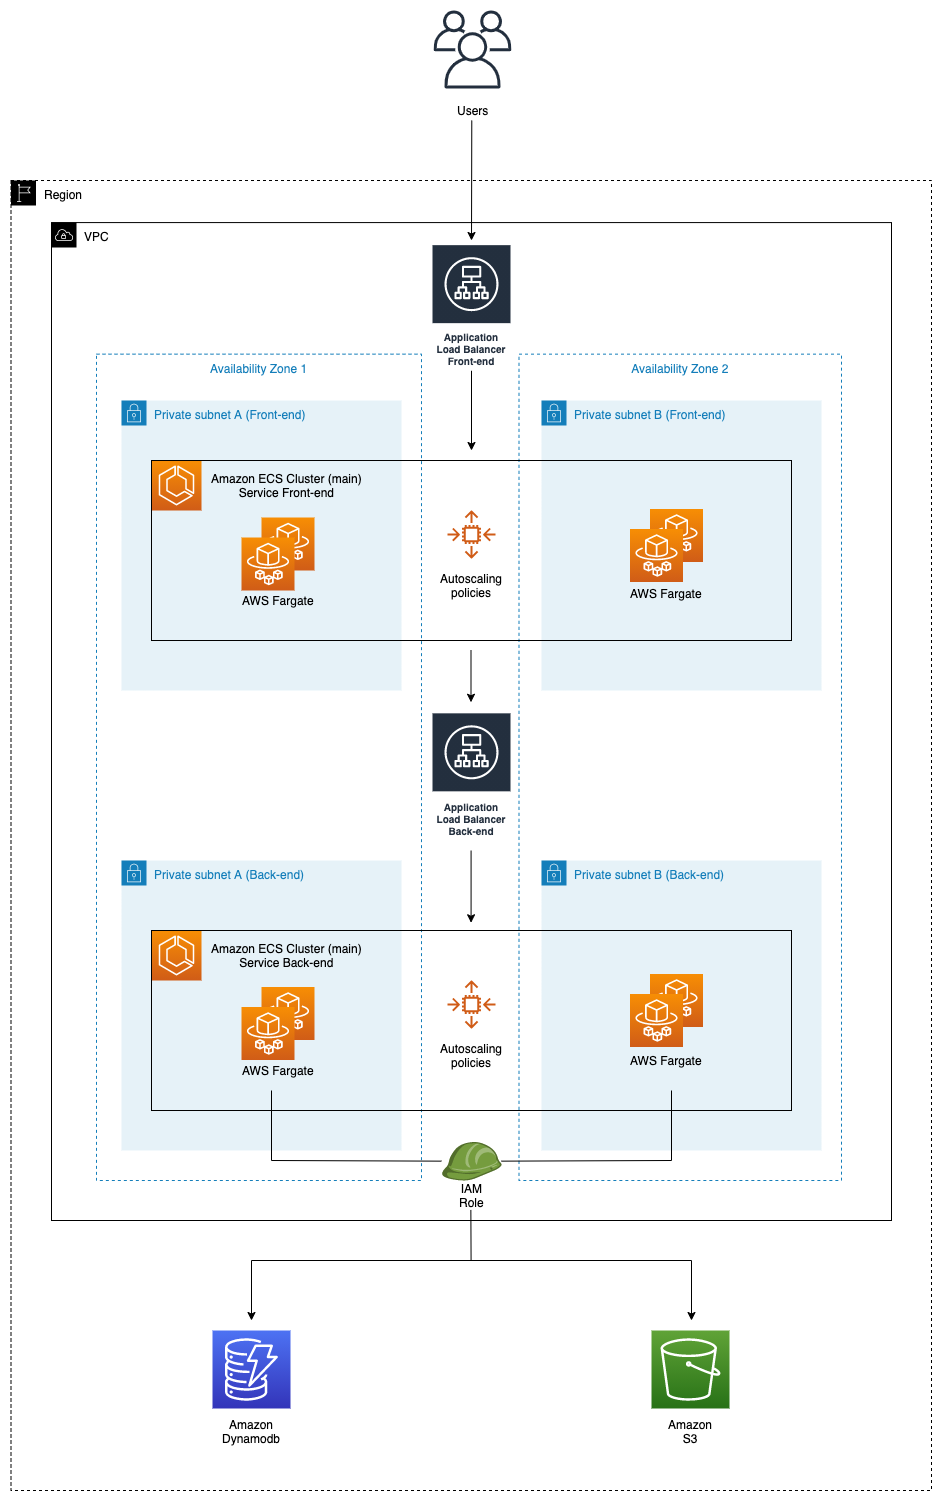 Users
Region
VPC
Application
Load Balancer
Front-end
Availability Zone 1
Availability Zone 2
Private subnet A (Front-end)
Private subnet B (Front-end)
Amazon ECS Cluster (main)
Service Front-end
AWS Fargate
Autoscaling
policies
AWS Fargate
Application
Load Balancer
Back-end
Private subnet A (Back-end)
Private subnet B (Back-end)
Amazon ECS Cluster (main)
Service Back-end
AWS Fargate
Autoscaling
policies
AWS Fargate
IAM
Role
Amazon
Dynamodb
Amazon
S3